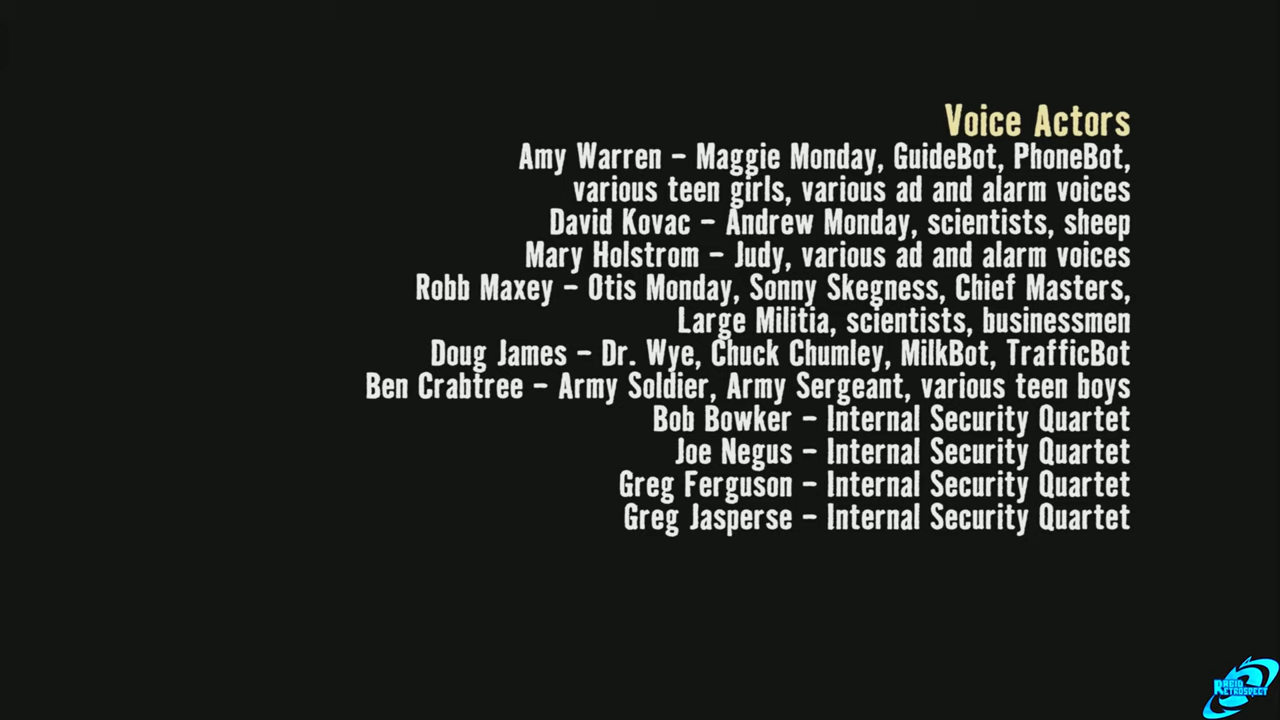 Voice Actors
Amy Warren – Maggie Monday, GuideBot, PhoneBot,
various teen girls, various ad and alarm voices
David Kovac – Andrew Monday, scientists, sheep
Mary Holstrom – Judy, various ad and alarm voices
Robb Maxey – Otis Monday, Sonny Skegness, Chief Masters,
Large Militia, scientists, businessmen
Doug James – Dr. Wye, Chuck Chumley, MilkBot, TrafficBot
Ben Crabtree – Army Soldier, Army Sergeant, various teen boys
Bob Bowker – Internal Security Quartet
Joe Negus – Internal Security Quartet
Greg Ferguson – Internal Security Quartet
Greg Jasperse – Internal Security Quartet
Retrospect